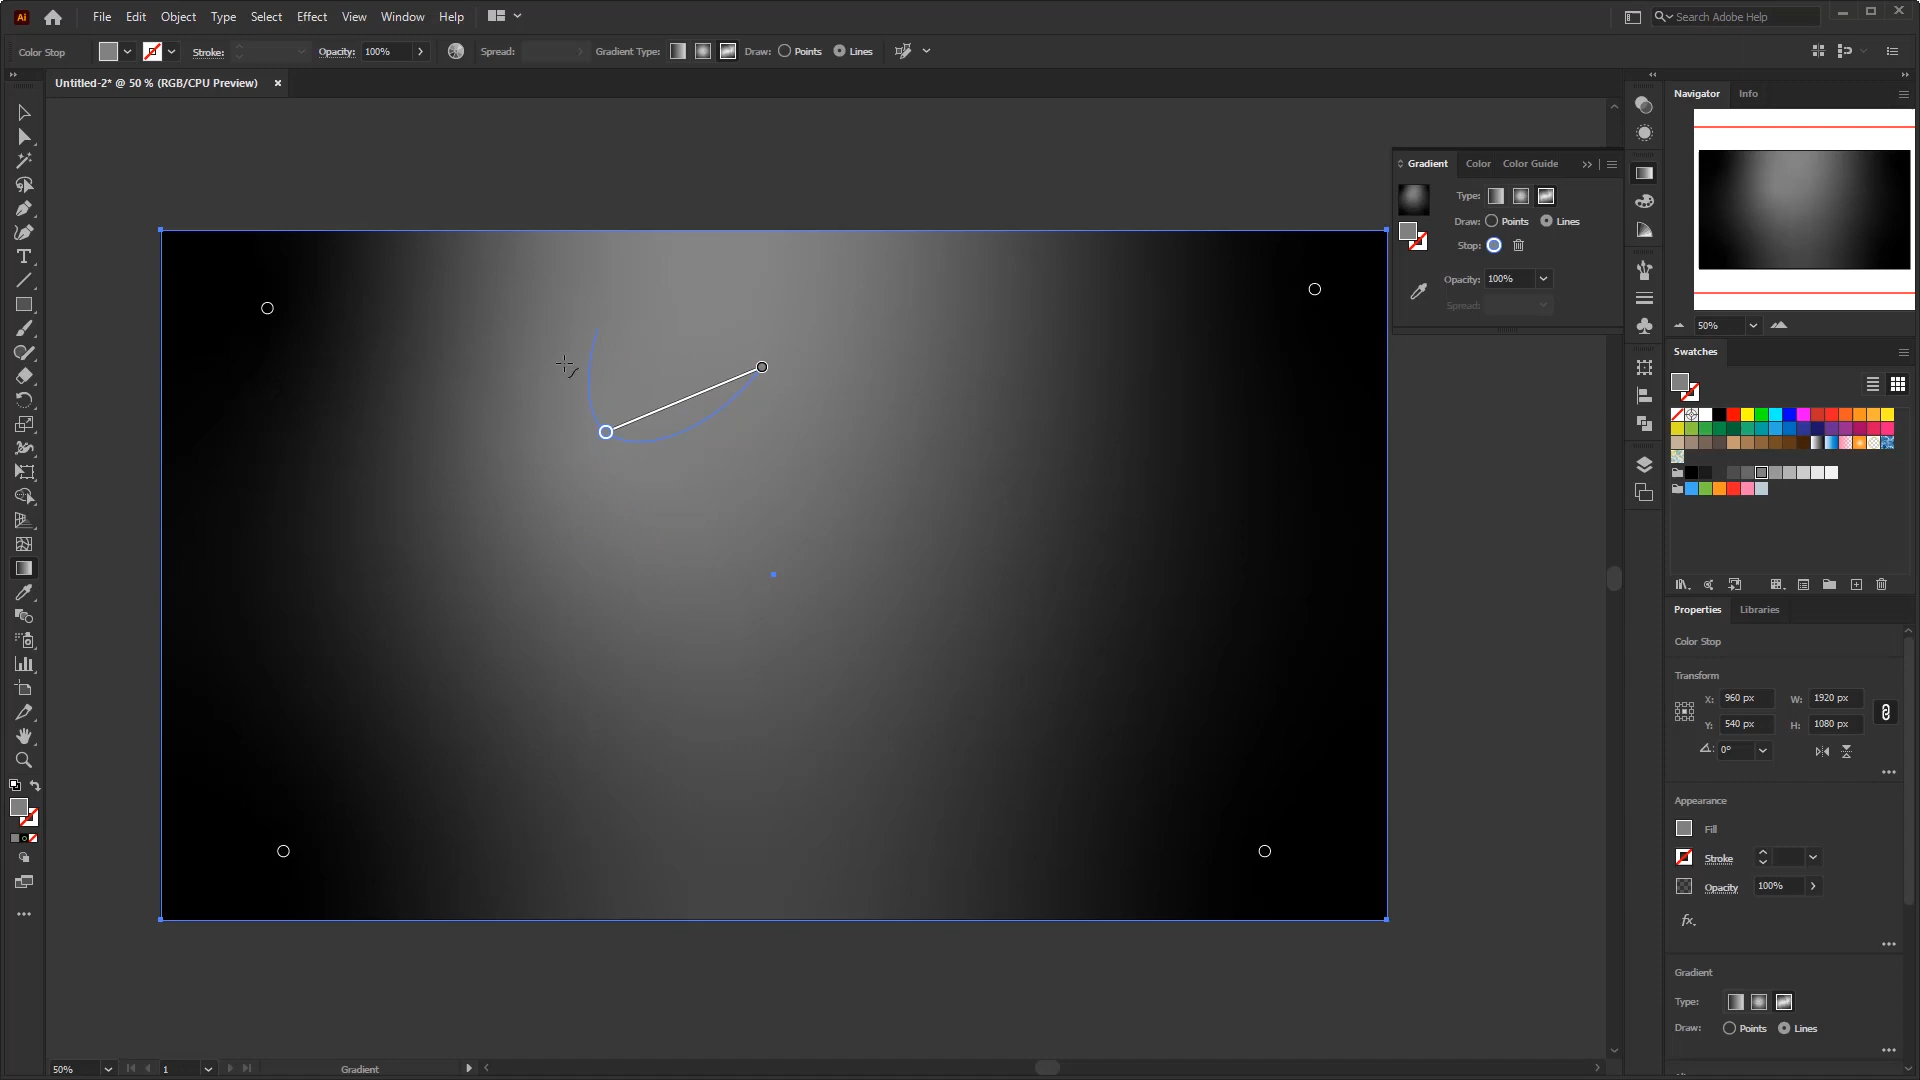 Ai File Edit Object Select Type Effect View Window Help Search Adobe Help
Color Stop Stroke: Opacity: 100% Spread: Gradient Type: Draw: Points Lines
Untitled-2* @ 50 % (RGB/CPU Preview)
Navigator Info
Gradient Color Color Guide
Type:
Draw: Points Lines
Stop:
Opacity: 100%
Spread:
50%
Swatches
Properties Libraries
Color Stop
Transform
X: 960 px W: 1920 px
Y: 540 px H: 1080 px
0°
Appearance
Fill
Stroke
Opacity 100%
fx.
Gradient
Type:
Draw: Points Lines
50% 1 Gradient